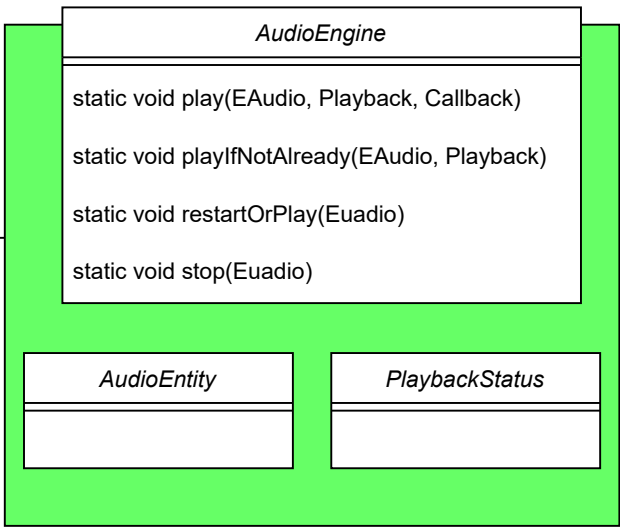 AudioEngine
static void play(EAudio, Playback, Callback)
static void playIfNotAlready(EAudio, Playback)
static void restartOrPlay(Euadio)
static void stop(Euadio)
AudioEntity
PlaybackStatus